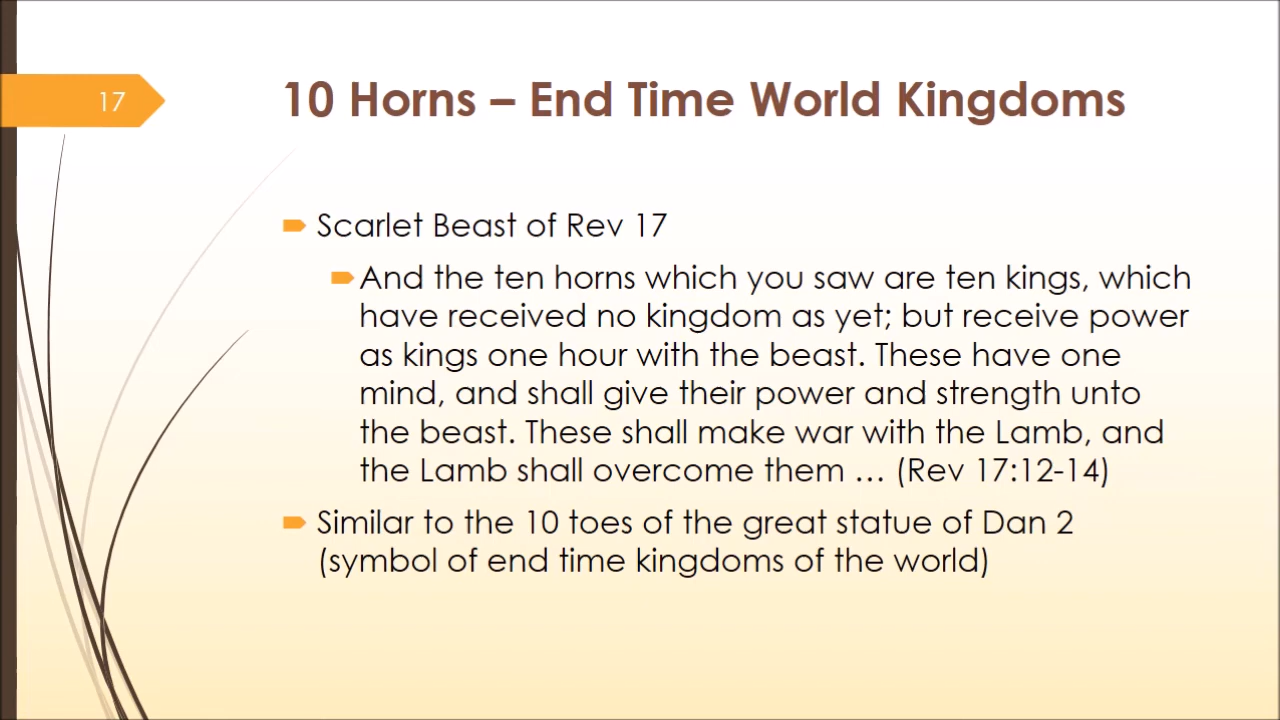 17
10 Horns – End Time World Kingdoms
Scarlet Beast of Rev 17
And the ten horns which you saw are ten kings, which
have received no kingdom as yet; but receive power
as kings one hour with the beast. These have one
mind, and shall give their power and strength unto
the beast. These shall make war with the Lamb, and
the Lamb shall overcome them … (Rev 17:12-14)
Similar to the 10 toes of the great statue of Dan 2
(symbol of end time kingdoms of the world)